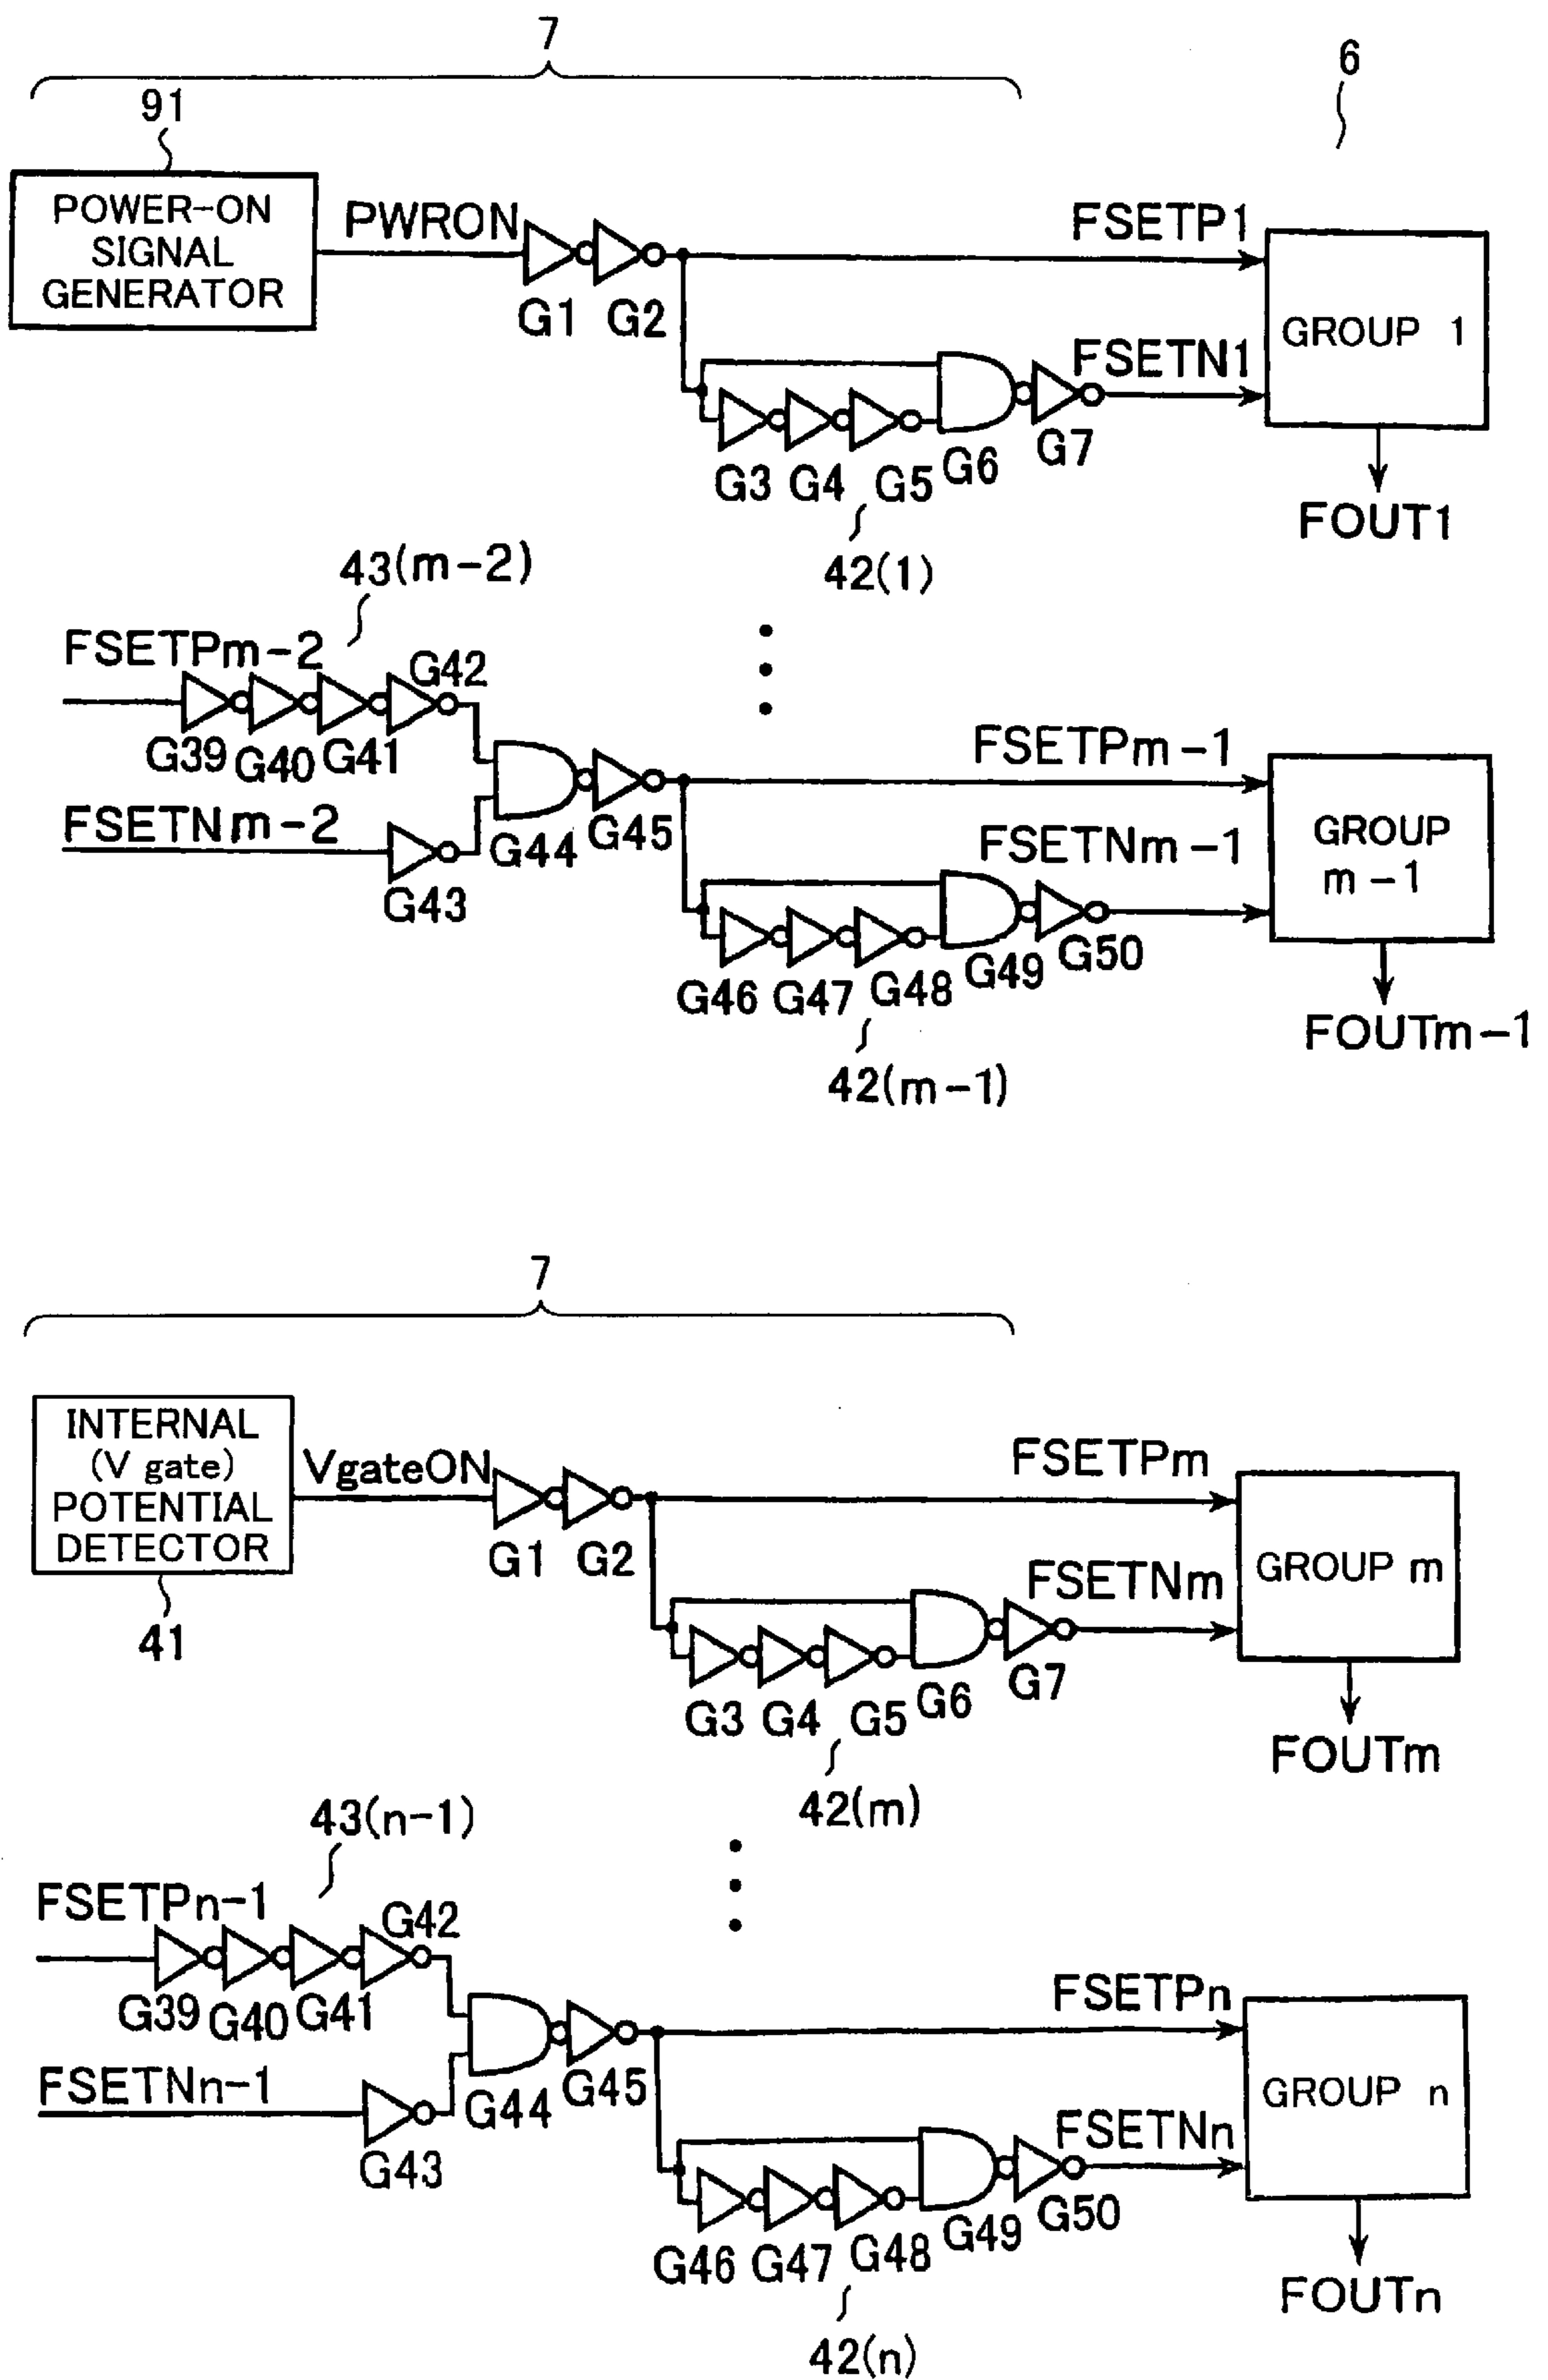 7
6
91
POWER-ON
SIGNAL
GENERATOR
PWRON
G1
G2
FSETP1
GROUP 1
FSETN1
G3
G4
G5
G6
G7
FOUT1
42(1)
43(m-2)
FSETPm-2
G42
G39
G40
G41
FSETNm-2
G43
G44
G45
FSETPm-1
FSETNm-1
GROUP
m-1
G46
G47
G48
G49
G50
FOUTm-1
42(m-1)
7
INTERNAL
(V gate)
POTENTIAL
DETECTOR
41
VgateON
G1
G2
FSETPm
FSETNm
GROUP m
G3
G4
G5
G6
G7
FOUTm
42(m)
43(n-1)
FSETPn-1
G42
G39
G40
G41
FSETNn-1
G43
G44
G45
FSETPn
FSETNn
GROUP n
G46
G47
G48
G49
G50
FOUTn
42(n)